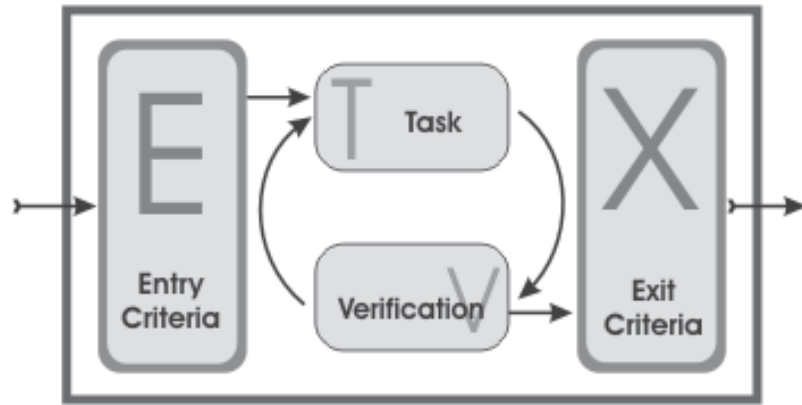 E
Entry
Criteria
T
Task
Verification
V
X
Exit
Criteria